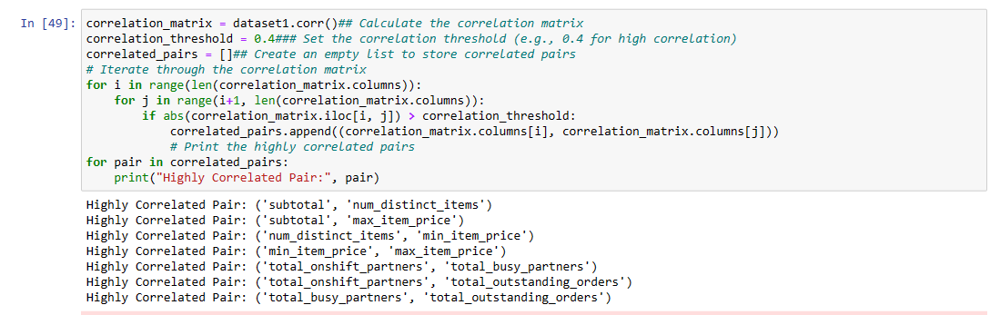 In [49]: correlation_matrix = dataset1.corr()## Calculate the correlation matrix
correlation_threshold = 0.4### Set the correlation threshold (e.g., 0.4 for high correlation)
correlated_pairs = []## Create an empty list to store correlated pairs
# Iterate through the correlation matrix
for i in range(len(correlation_matrix.columns)):
    for j in range(i+1, len(correlation_matrix.columns)):
        if abs(correlation_matrix.iloc[i, j]) > correlation_threshold:
            correlated_pairs.append((correlation_matrix.columns[i], correlation_matrix.columns[j]))
            # Print the highly correlated pairs
for pair in correlated_pairs:
    print("Highly Correlated Pair:", pair)
Highly Correlated Pair: ('subtotal', 'num_distinct_items')
Highly Correlated Pair: ('subtotal', 'max_item_price')
Highly Correlated Pair: ('num_distinct_items', 'min_item_price')
Highly Correlated Pair: ('min_item_price', 'max_item_price')
Highly Correlated Pair: ('total_onshift_partners', 'total_busy_partners')
Highly Correlated Pair: ('total_onshift_partners', 'total_outstanding_orders')
Highly Correlated Pair: ('total_busy_partners', 'total_outstanding_orders')